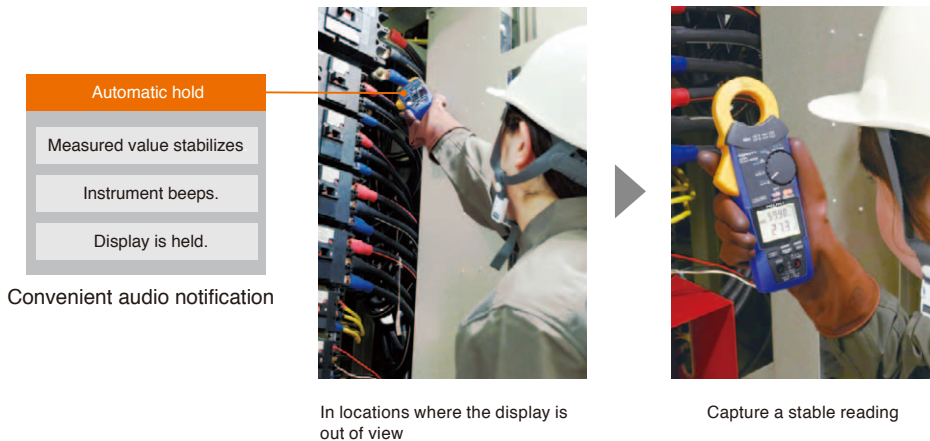 Automatic hold
Measured value stabilizes
Instrument beeps.
Display is held.
Convenient audio notification
In locations where the display is
out of view
Capture a stable reading